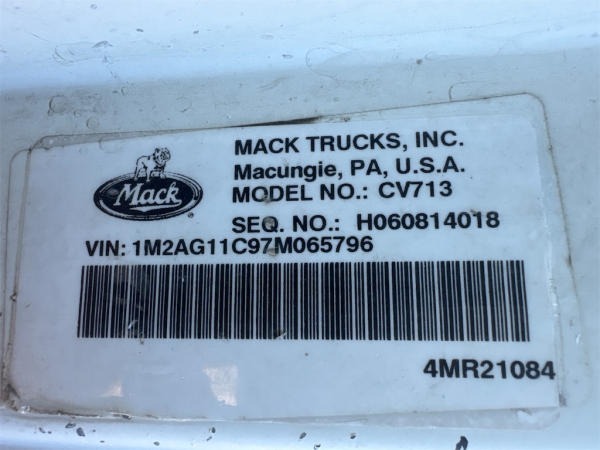 MACK TRUCKS, INC.
Macungie, PA, U.S.A.
MODEL NO.: CV713
Mack
SEQ. NO.: H060814018
VIN: 1M2AG11C97M065796
4MR21084